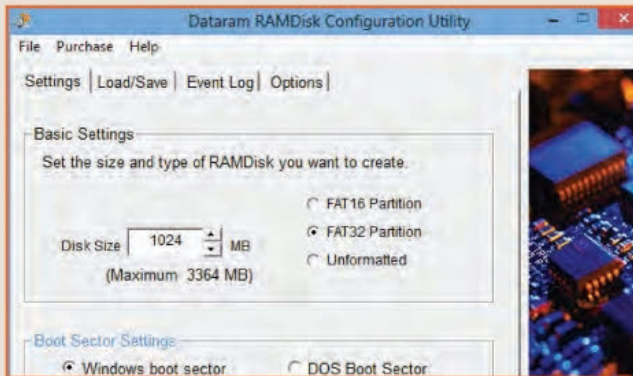 Dataram RAMDisk Configuration Utility
File Purchase Help
Settings Load/Save Event Log Options
Basic Settings
Set the size and type of RAMDisk you want to create.
FAT16 Partition
Disk Size 1024 MB
FAT32 Partition
(Maximum 3364 MB)
Unformatted
Boot Sector Settings
Windows boot sector
DOS Boot Sector